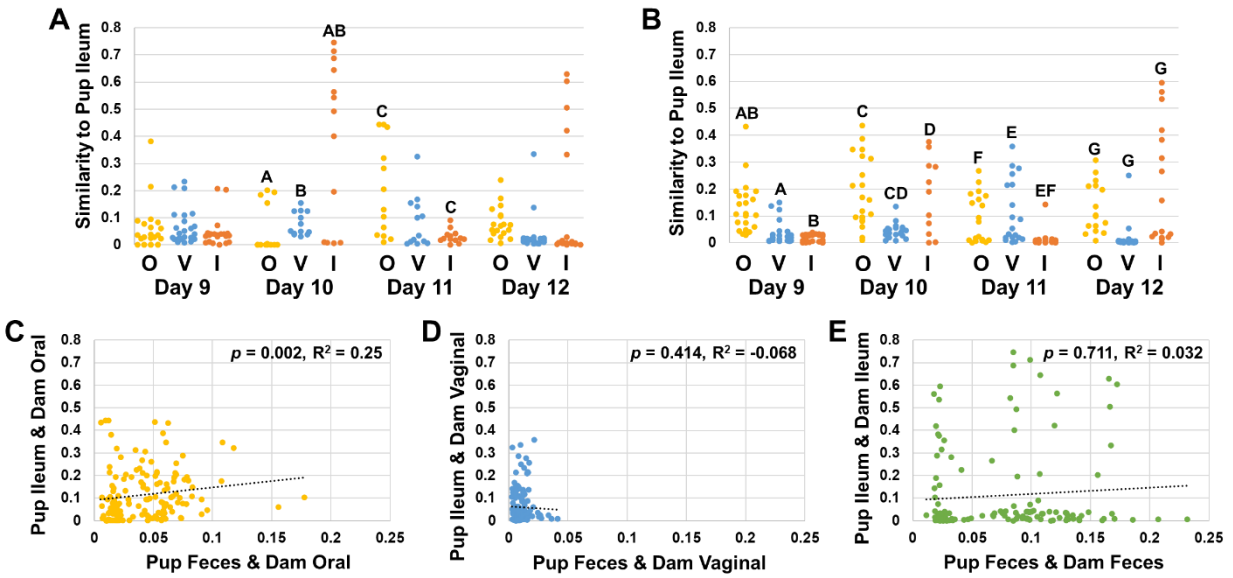 A
Similarity to Pup Ileum
0.8
0.7
0.6
0.5
0.4
0.3
0.2
0.1
0
A
B
AB
C
C
O V I O V I O V I O V I
Day 9 Day 10 Day 11 Day 12
B
Similarity to Pup Ileum
0.8
0.7
0.6
0.5
0.4
0.3
0.2
0.1
0
AB
A
B
C
CD
D
F
E
EF
G
G
G
O V I O V I O V I O V I
Day 9 Day 10 Day 11 Day 12
C
Pup Ileum & Dam Oral
0.8
0.7
0.6
0.5
0.4
0.3
0.2
0.1
0
p = 0.002, R² = 0.25
0 0.05 0.1 0.15 0.2 0.25
Pup Feces & Dam Oral
D
Pup Ileum & Dam Vaginal
0.8
0.7
0.6
0.5
0.4
0.3
0.2
0.1
0
p = 0.414, R² = -0.068
0 0.05 0.1 0.15 0.2 0.25
Pup Feces & Dam Vaginal
E
Pup Ileum & Dam Ileum
0.8
0.7
0.6
0.5
0.4
0.3
0.2
0.1
0
p = 0.711, R² = 0.032
0 0.05 0.1 0.15 0.2 0.25
Pup Feces & Dam Feces